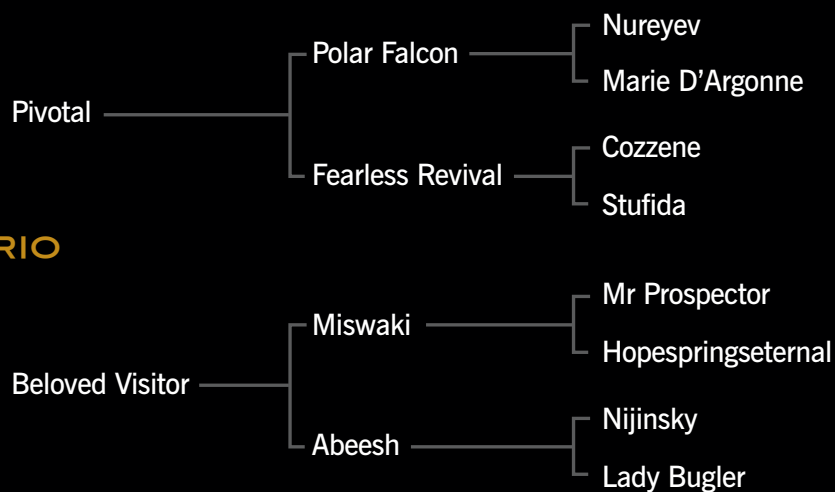 Nureyev
Polar Falcon
Marie D'Argonne
Pivotal
Cozzene
Fearless Revival
Stufida
RIO
Mr Prospector
Miswaki
Hopespringseternal
Beloved Visitor
Nijinsky
Abeesh
Lady Bugler